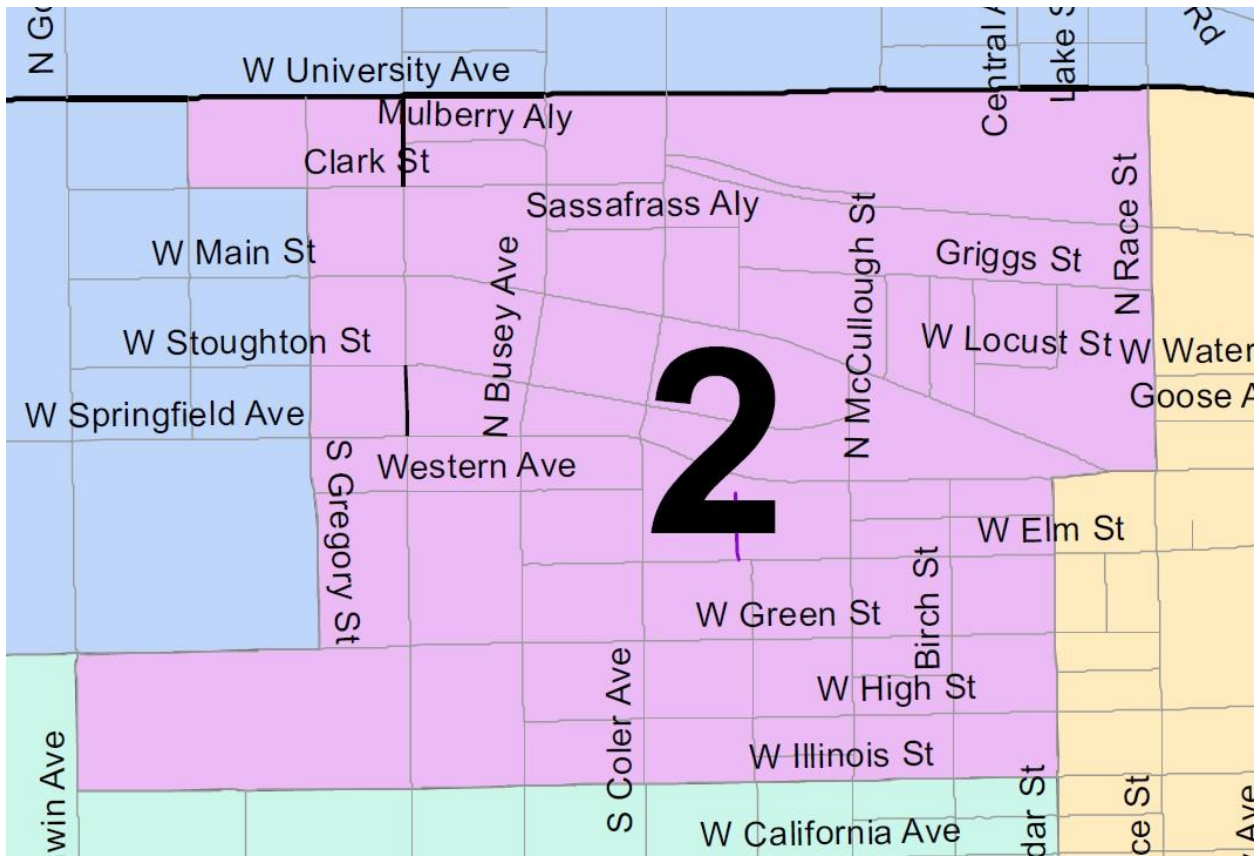 N Go
Central A
Lake S
Rd
W University Ave
Mulberry Aly
Clark St
Sassafrass Aly
N Race St
W Main St
N Busey Ave
N McCullough St
Griggs St
W Stoughton St
W Locust St
W Water
Goose A
W Springfield Ave
2
Western Ave
S Gregory St
W Elm St
Birch St
W Green St
S Coler Ave
W High St
W Illinois St
win Ave
dar St
ce St
Ave
W California Ave